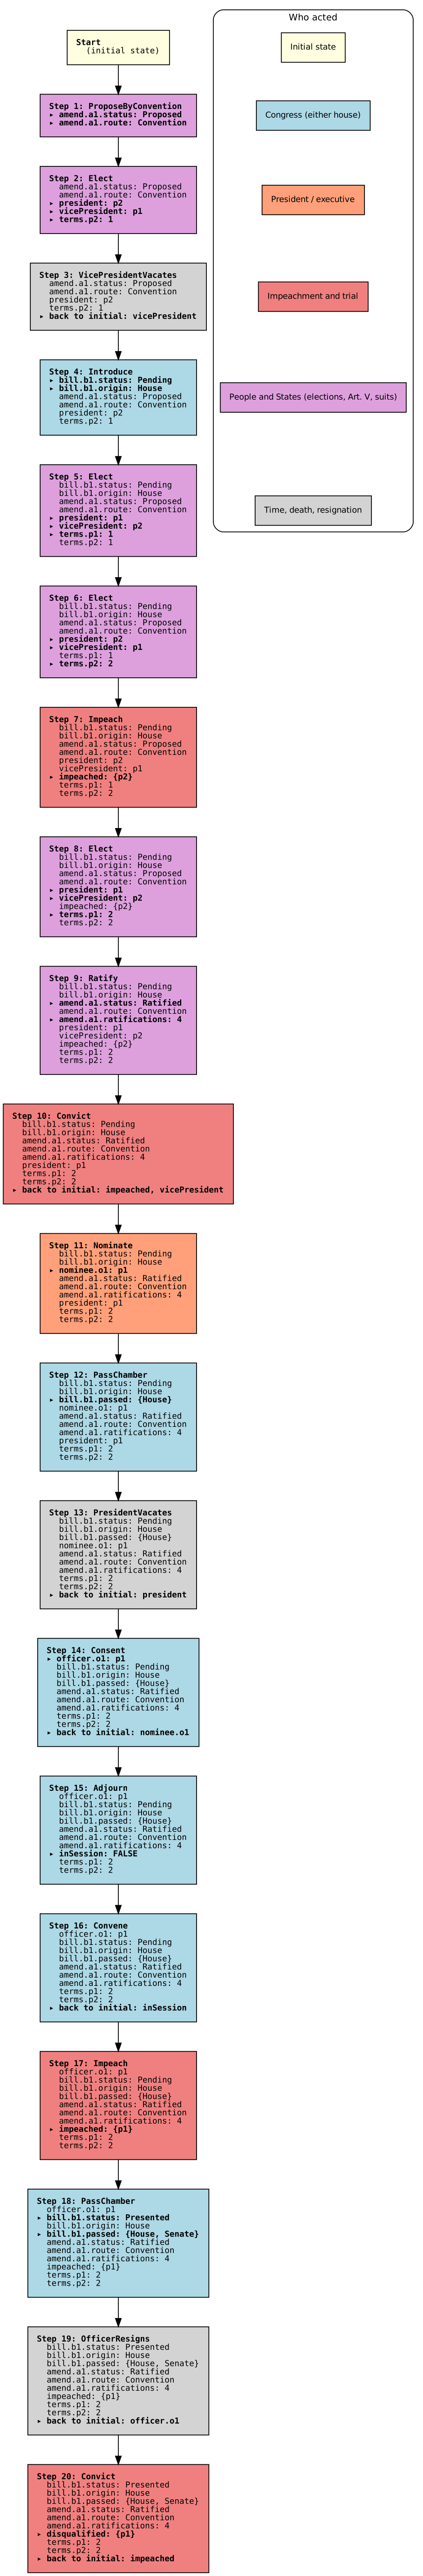 Who acted
Initial state
Congress (either house)
President / executive
Impeachment and trial
People and States (elections, Art. V, suits)
Time, death, resignation
Start
(initial state)
Step 1: ProposeByConvention
▸ amend.a1.status: Proposed
▸ amend.a1.route: Convention
Step 2: Elect
amend.a1.status: Proposed
amend.a1.route: Convention
▸ president: p2
▸ vicePresident: p1
▸ terms.p2: 1
Step 3: VicePresidentVacates
amend.a1.status: Proposed
amend.a1.route: Convention
president: p2
terms.p2: 1
▸ back to initial: vicePresident
Step 4: Introduce
▸ bill.b1.status: Pending
▸ bill.b1.origin: House
amend.a1.status: Proposed
amend.a1.route: Convention
president: p2
terms.p2: 1
Step 5: Elect
bill.b1.status: Pending
bill.b1.origin: House
amend.a1.status: Proposed
amend.a1.route: Convention
▸ president: p1
▸ vicePresident: p2
▸ terms.p1: 1
terms.p2: 1
Step 6: Elect
bill.b1.status: Pending
bill.b1.origin: House
amend.a1.status: Proposed
amend.a1.route: Convention
▸ president: p2
▸ vicePresident: p1
terms.p1: 1
▸ terms.p2: 2
Step 7: Impeach
bill.b1.status: Pending
bill.b1.origin: House
amend.a1.status: Proposed
amend.a1.route: Convention
president: p2
vicePresident: p1
▸ impeached: {p2}
terms.p1: 1
terms.p2: 2
Step 8: Elect
bill.b1.status: Pending
bill.b1.origin: House
amend.a1.status: Proposed
amend.a1.route: Convention
▸ president: p1
▸ vicePresident: p2
impeached: {p2}
▸ terms.p1: 2
terms.p2: 2
Step 9: Ratify
bill.b1.status: Pending
bill.b1.origin: House
▸ amend.a1.status: Ratified
amend.a1.route: Convention
▸ amend.a1.ratifications: 4
president: p1
vicePresident: p2
impeached: {p2}
terms.p1: 2
terms.p2: 2
Step 10: Convict
bill.b1.status: Pending
bill.b1.origin: House
amend.a1.status: Ratified
amend.a1.route: Convention
amend.a1.ratifications: 4
president: p1
terms.p1: 2
terms.p2: 2
▸ back to initial: impeached, vicePresident
Step 11: Nominate
bill.b1.status: Pending
bill.b1.origin: House
▸ nominee.o1: p1
amend.a1.status: Ratified
amend.a1.route: Convention
amend.a1.ratifications: 4
president: p1
terms.p1: 2
terms.p2: 2
Step 12: PassChamber
bill.b1.status: Pending
bill.b1.origin: House
▸ bill.b1.passed: {House}
nominee.o1: p1
amend.a1.status: Ratified
amend.a1.route: Convention
amend.a1.ratifications: 4
president: p1
terms.p1: 2
terms.p2: 2
Step 13: PresidentVacates
bill.b1.status: Pending
bill.b1.origin: House
bill.b1.passed: {House}
nominee.o1: p1
amend.a1.status: Ratified
amend.a1.route: Convention
amend.a1.ratifications: 4
terms.p1: 2
terms.p2: 2
▸ back to initial: president
Step 14: Consent
▸ officer.o1: p1
bill.b1.status: Pending
bill.b1.origin: House
bill.b1.passed: {House}
amend.a1.status: Ratified
amend.a1.route: Convention
amend.a1.ratifications: 4
terms.p1: 2
terms.p2: 2
▸ back to initial: nominee.o1
Step 15: Adjourn
officer.o1: p1
bill.b1.status: Pending
bill.b1.origin: House
bill.b1.passed: {House}
amend.a1.status: Ratified
amend.a1.route: Convention
amend.a1.ratifications: 4
▸ inSession: FALSE
terms.p1: 2
terms.p2: 2
Step 16: Convene
officer.o1: p1
bill.b1.status: Pending
bill.b1.origin: House
bill.b1.passed: {House}
amend.a1.status: Ratified
amend.a1.route: Convention
amend.a1.ratifications: 4
terms.p1: 2
terms.p2: 2
▸ back to initial: inSession
Step 17: Impeach
officer.o1: p1
bill.b1.status: Pending
bill.b1.origin: House
bill.b1.passed: {House}
amend.a1.status: Ratified
amend.a1.route: Convention
amend.a1.ratifications: 4
▸ impeached: {p1}
terms.p1: 2
terms.p2: 2
Step 18: PassChamber
officer.o1: p1
▸ bill.b1.status: Presented
bill.b1.origin: House
▸ bill.b1.passed: {House, Senate}
amend.a1.status: Ratified
amend.a1.route: Convention
amend.a1.ratifications: 4
impeached: {p1}
terms.p1: 2
terms.p2: 2
Step 19: OfficerResigns
bill.b1.status: Presented
bill.b1.origin: House
bill.b1.passed: {House, Senate}
amend.a1.status: Ratified
amend.a1.route: Convention
amend.a1.ratifications: 4
impeached: {p1}
terms.p1: 2
terms.p2: 2
▸ back to initial: officer.o1
Step 20: Convict
bill.b1.status: Presented
bill.b1.origin: House
bill.b1.passed: {House, Senate}
amend.a1.status: Ratified
amend.a1.route: Convention
amend.a1.ratifications: 4
▸ disqualified: {p1}
terms.p1: 2
terms.p2: 2
▸ back to initial: impeached